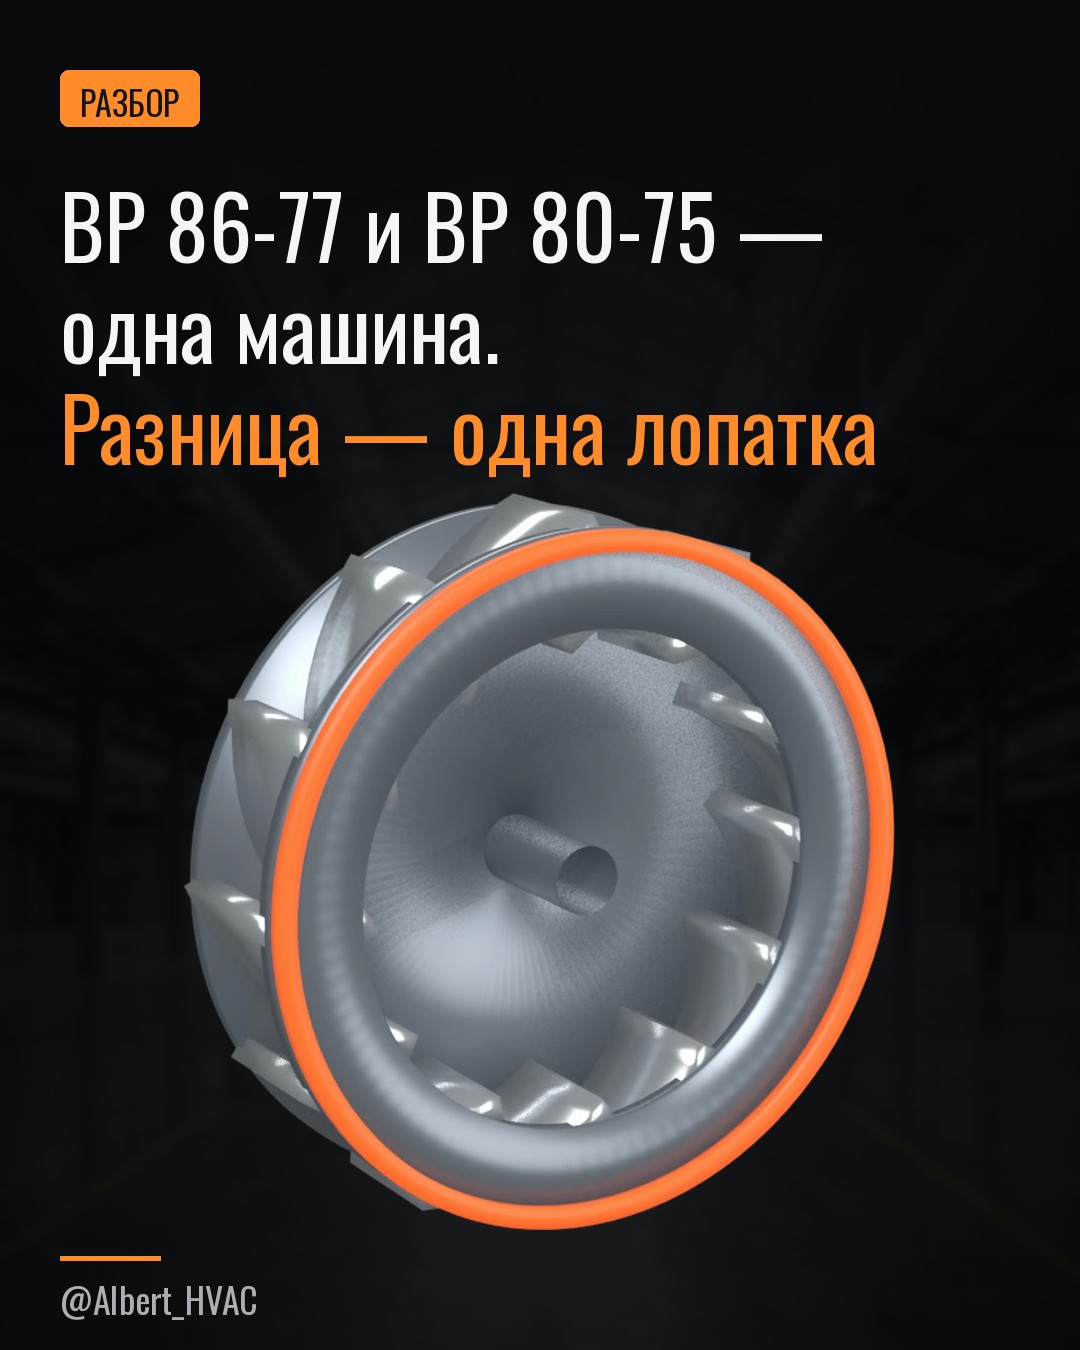 РАЗБОР
ВР 86-77 и ВР 80-75 —
одна машина.
Разница — одна лопатка
@Albert_HVAC